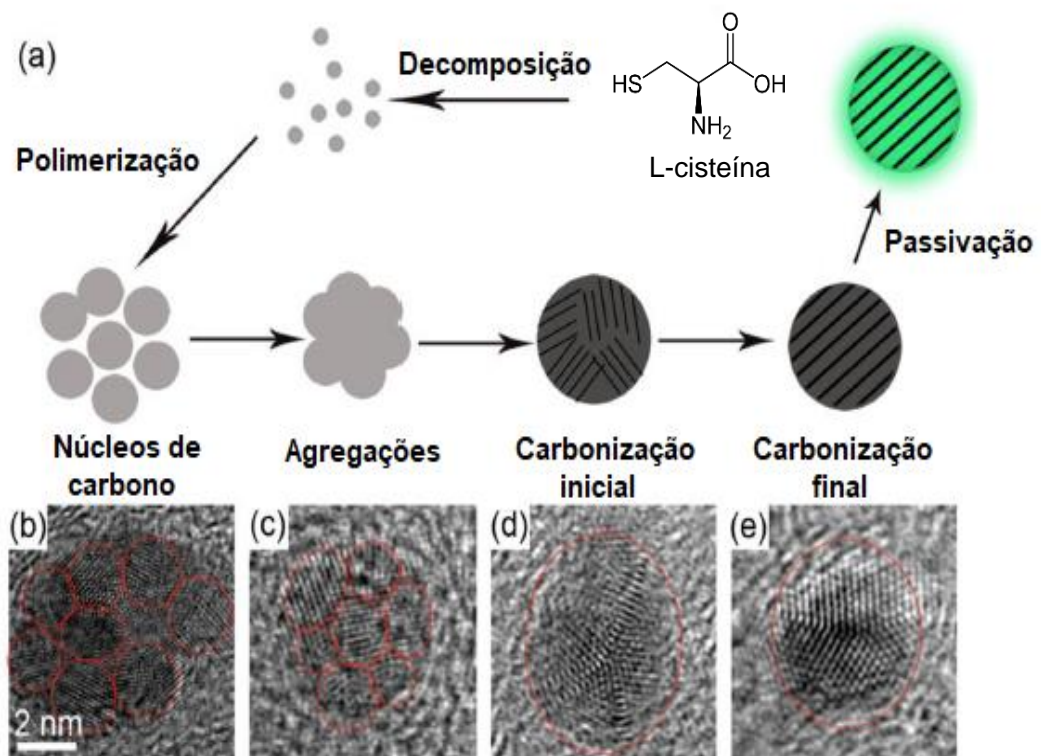 (a)
Decomposição
O
HS
OH
NH2
L-cisteína
Polimerização
Passivação
Núcleos de
carbono
Agregações
Carbonização
inicial
Carbonização
final
(b)
(c)
(d)
(e)
2 nm